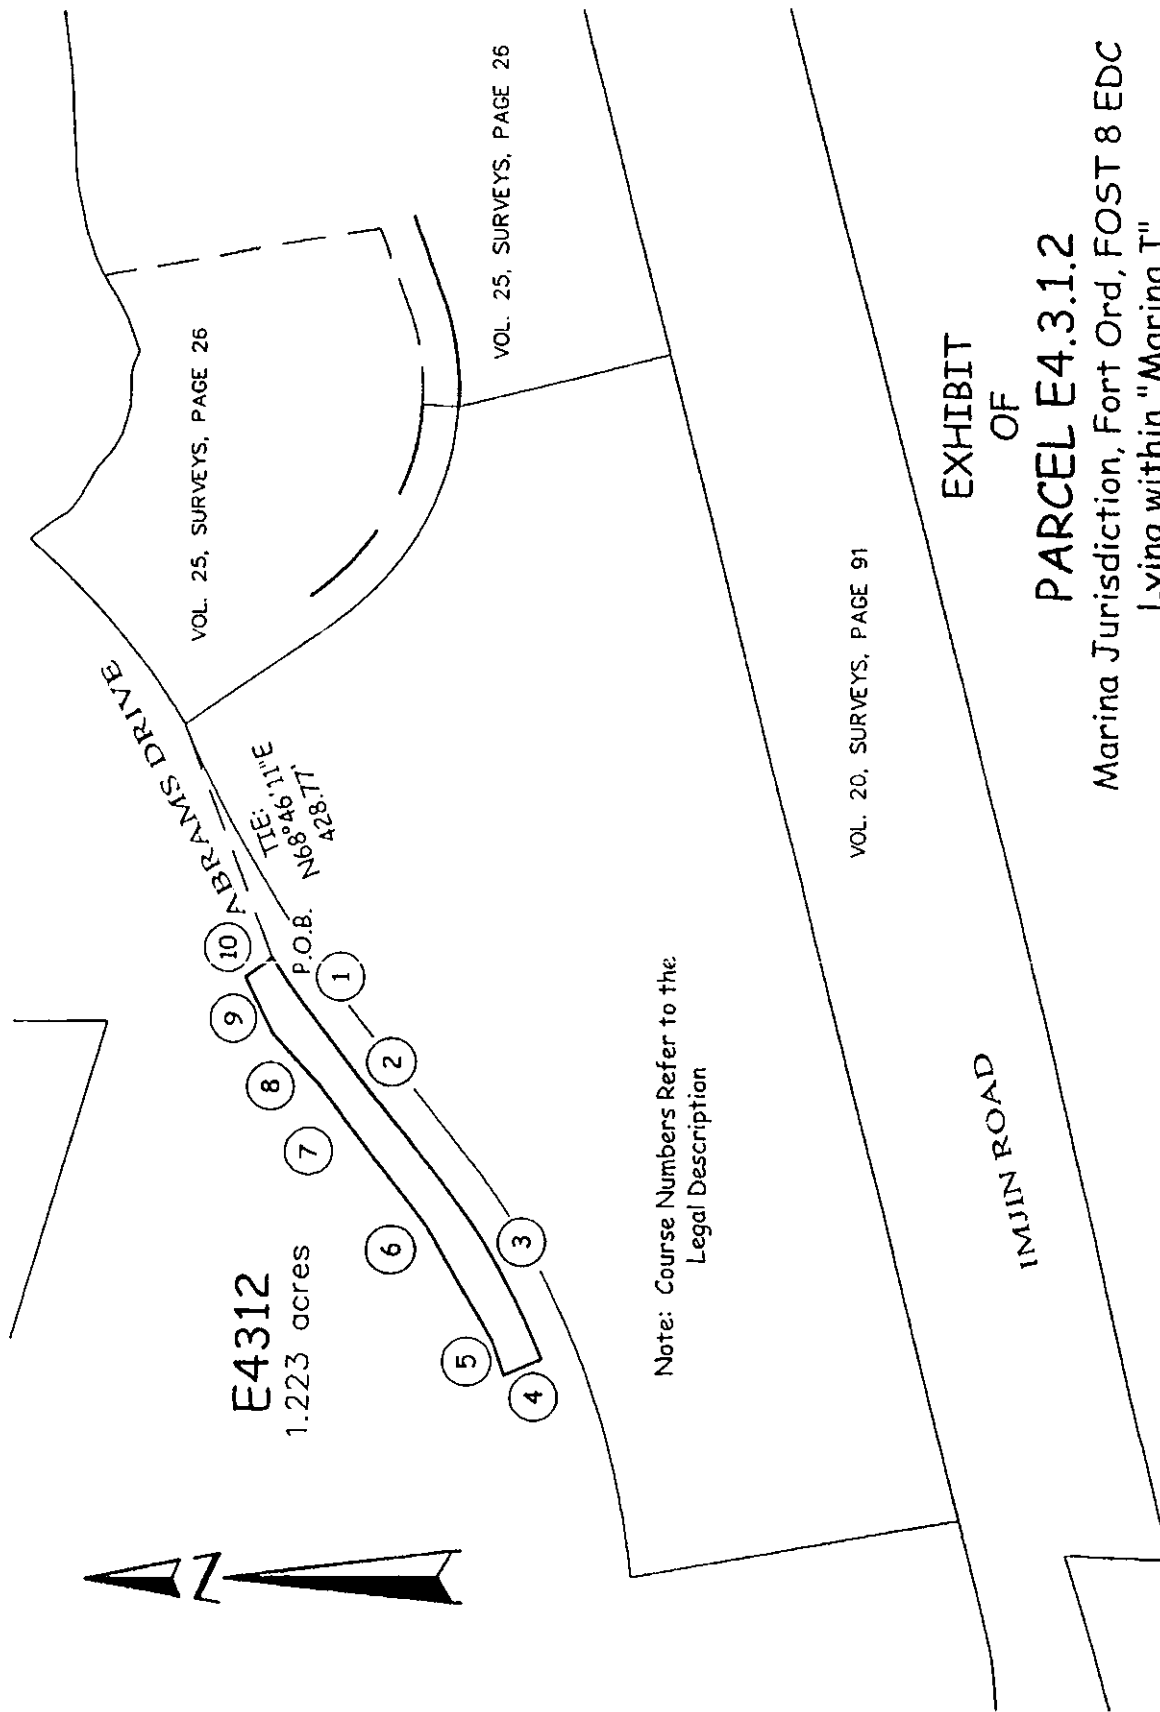 VOL. 25, SURVEYS, PAGE 26
VOL. 25, SURVEYS, PAGE 26
ABRAMS DRIVE
TIE:
N68°46'11"E
428.77'
P.O.B.
1
2
3
4
5
6
7
8
9
10
E4312
1.223 acres
N
Note: Course Numbers Refer to the
Legal Description
VOL. 20, SURVEYS, PAGE 91
IMJIN ROAD
EXHIBIT
OF
PARCEL E4.3.1.2
Marina Jurisdiction, Fort Ord, FOST 8 EDC
Lying within "Marina